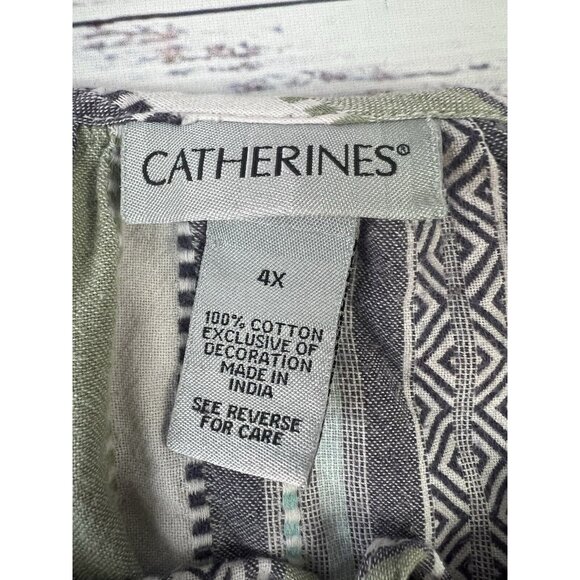 CATHERINES®
4X
100% COTTON
EXCLUSIVE OF
DECORATION
MADE IN
INDIA
SEE REVERSE
FOR CARE